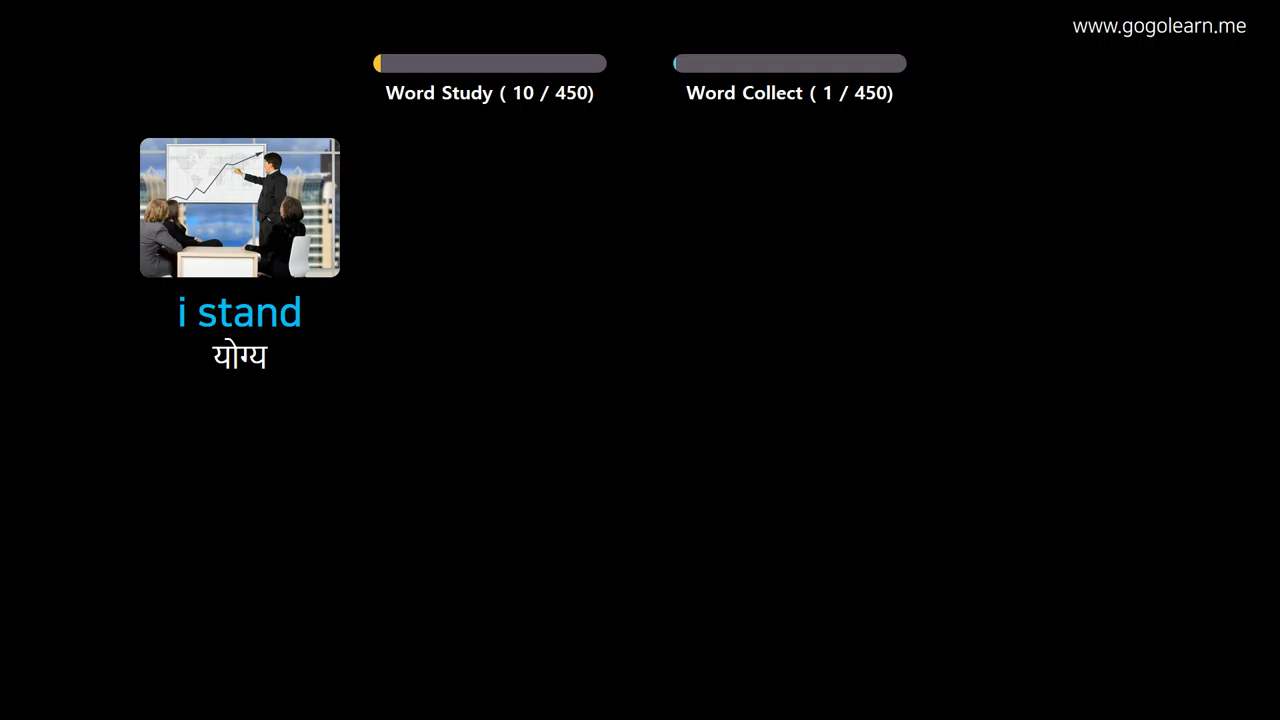 www.gogolearn.me
Word Study ( 10 / 450)
Word Collect ( 1 / 450)
i stand
योग्य